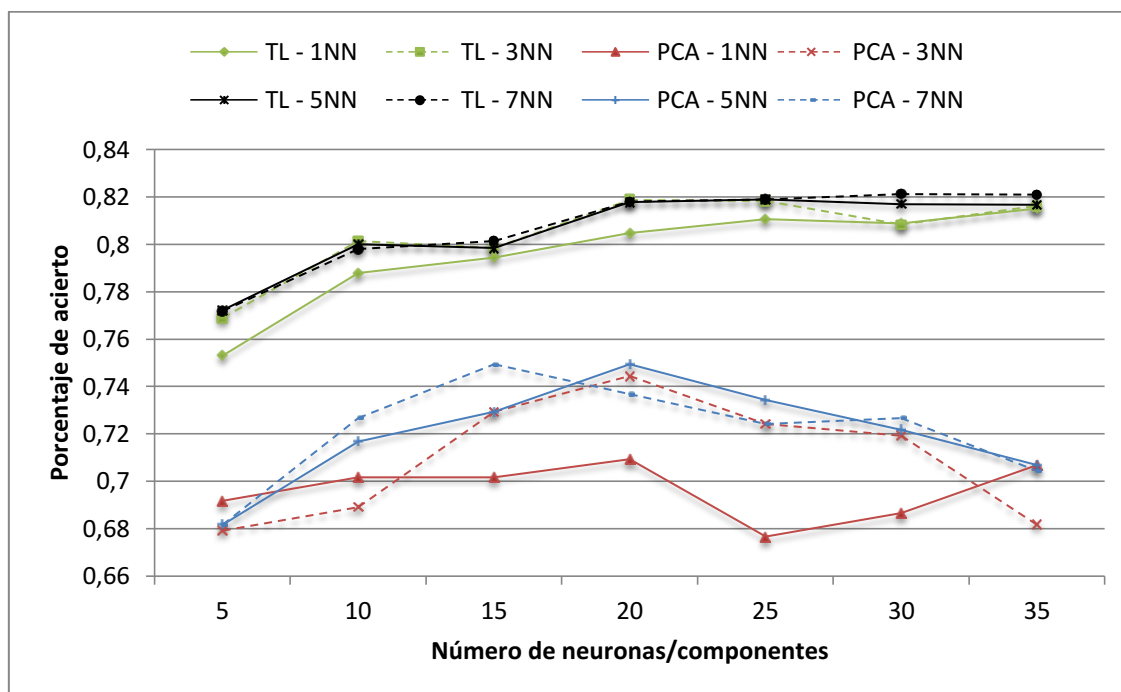 TL - 1NN TL - 3NN PCA - 1NN PCA - 3NN
TL - 5NN TL - 7NN PCA - 5NN PCA - 7NN
0,84
0,82
0,8
0,78
0,76
0,74
0,72
0,7
0,68
0,66
Porcentaje de acierto
5 10 15 20 25 30 35
Número de neuronas/componentes